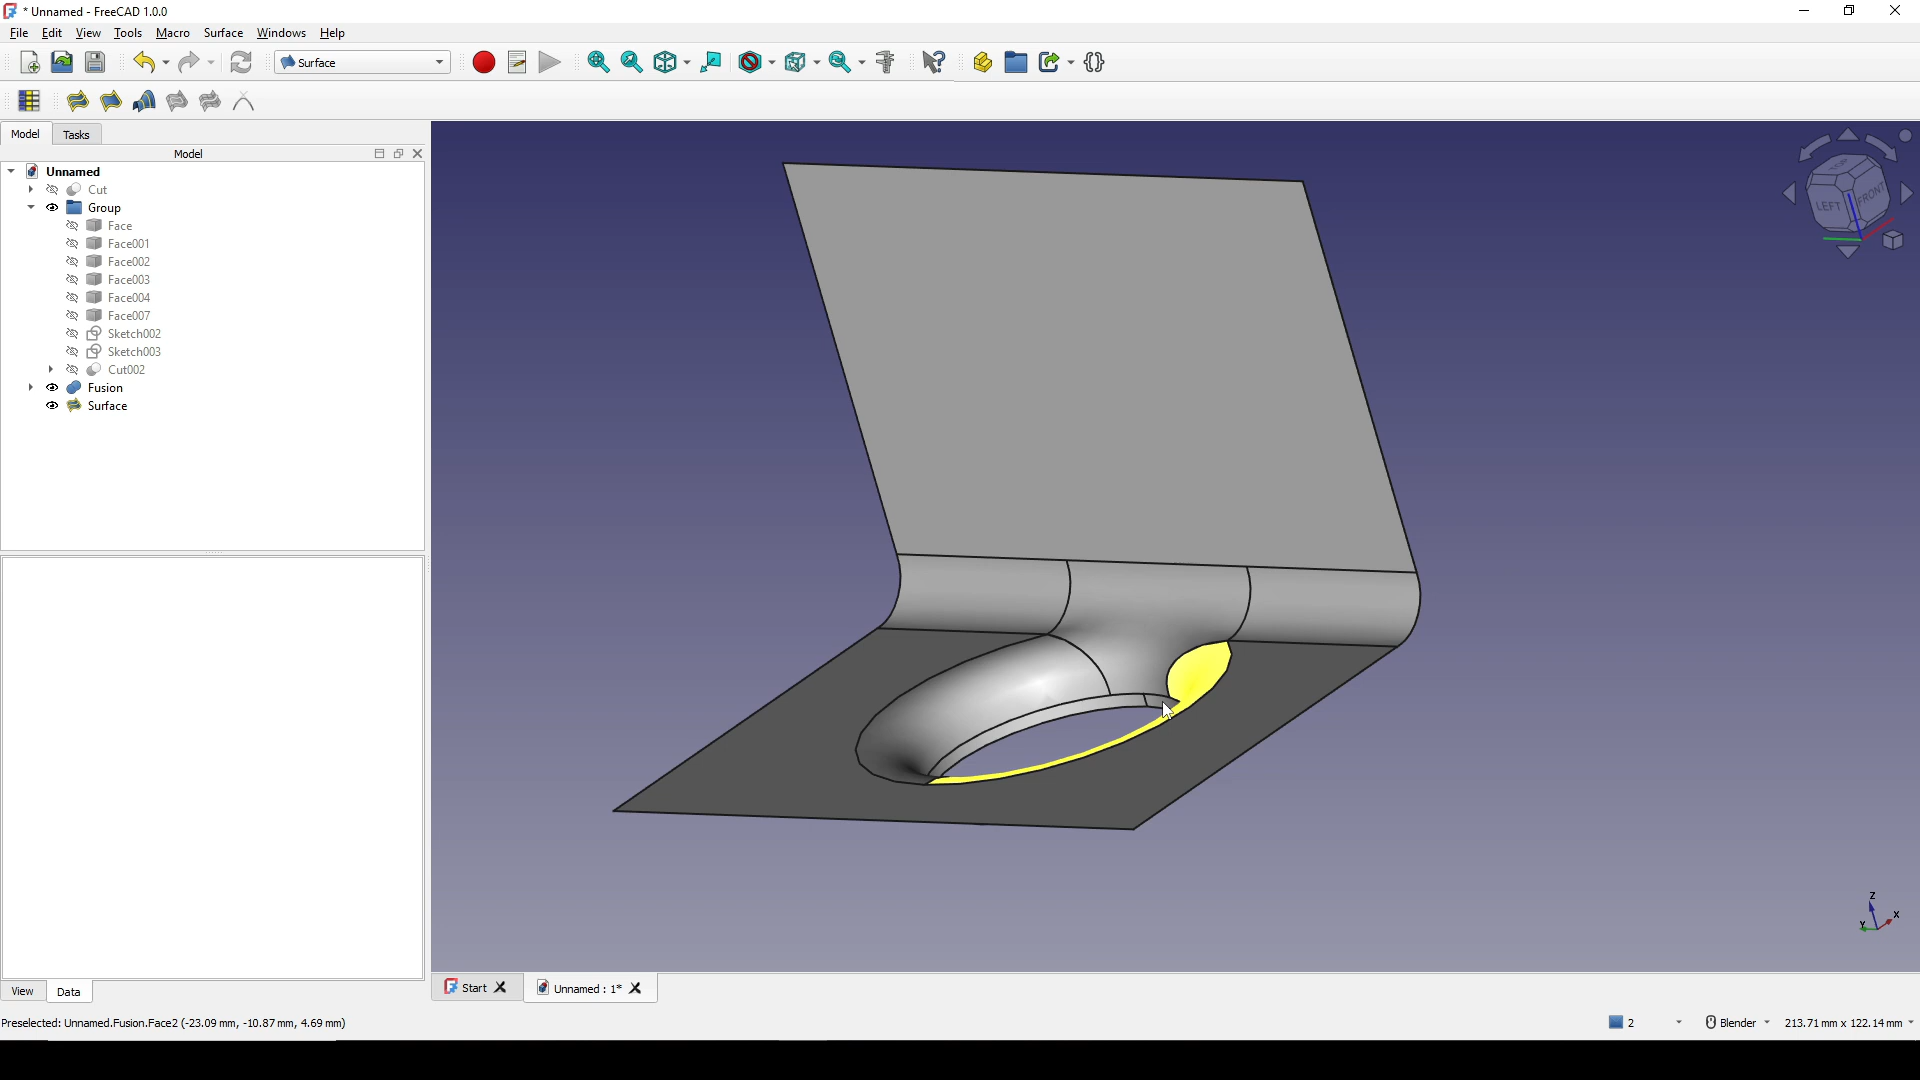 * Unnamed - FreeCAD 1.0.0
File Edit View Tools Macro Surface Windows Help
Surface
Model Tasks
Model
Unnamed
Cut
Group
Face
Face001
Face002
Face003
Face004
Face007
Sketch002
Sketch003
Cut002
Fusion
Surface
TOP
LEFT FRONT
Z
X
Y
View Data
Start Unnamed : 1*
Preselected: Unnamed.Fusion.Face2 (-23.09 mm, -10.87 mm, 4.69 mm)
2 Blender 213.71 mm x 122.14 mm